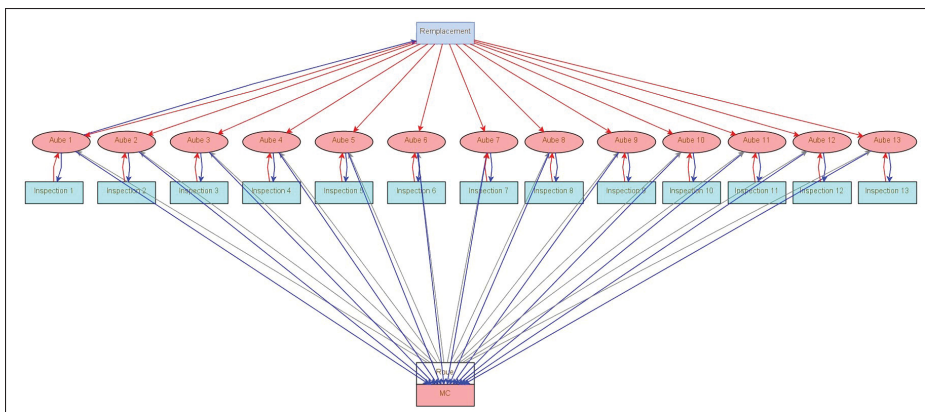 Remplacement
Aube 1
Aube 2
Aube 3
Aube 4
Aube 5
Aube 6
Aube 7
Aube 8
Aube 9
Aube 10
Aube 11
Aube 12
Aube 13
Inspection 1
Inspection 2
Inspection 3
Inspection 4
Inspection 5
Inspection 6
Inspection 7
Inspection 8
Inspection 9
Inspection 10
Inspection 11
Inspection 12
Inspection 13
Roue
MC